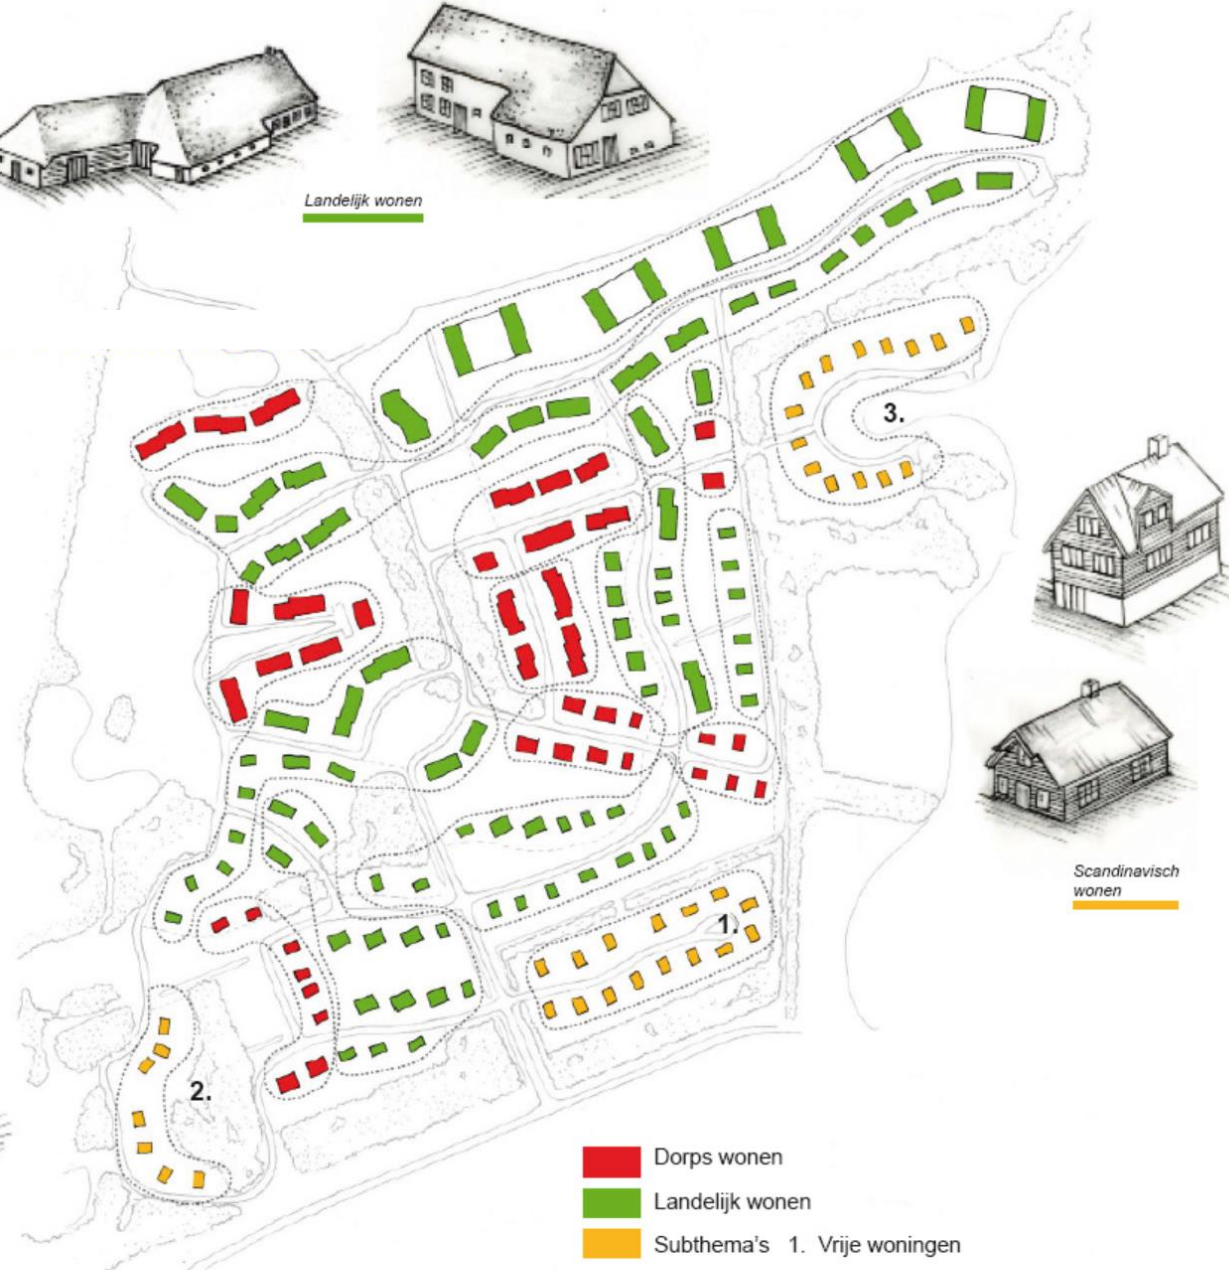 Landelijk wonen
3.
Scandinavisch
wonen
1.
2.
Dorps wonen
Landelijk wonen
Subthema's 1. Vrije woningen